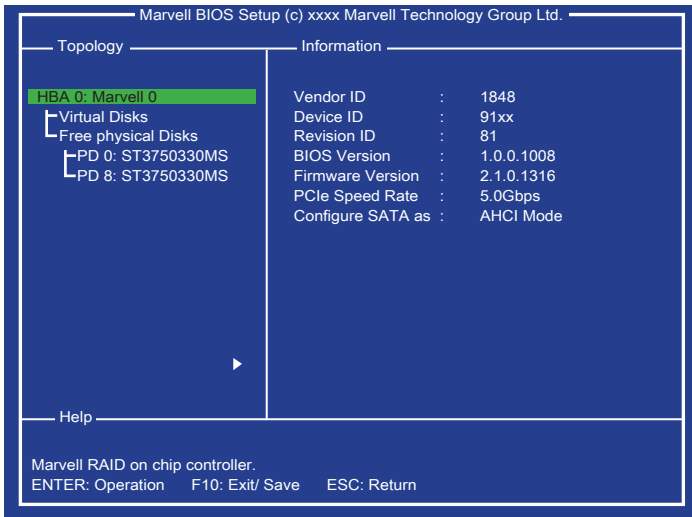 Marvell BIOS Setup (c) xxxx Marvell Technology Group Ltd.
Topology
HBA 0: Marvell 0
Virtual Disks
Free physical Disks
PD 0: ST3750330MS
PD 8: ST3750330MS
Information
Vendor ID : 1848
Device ID : 91xx
Revision ID : 81
BIOS Version : 1.0.0.1008
Firmware Version : 2.1.0.1316
PCIe Speed Rate : 5.0Gbps
Configure SATA as : AHCI Mode
Help
Marvell RAID on chip controller.
ENTER: Operation F10: Exit/ Save ESC: Return